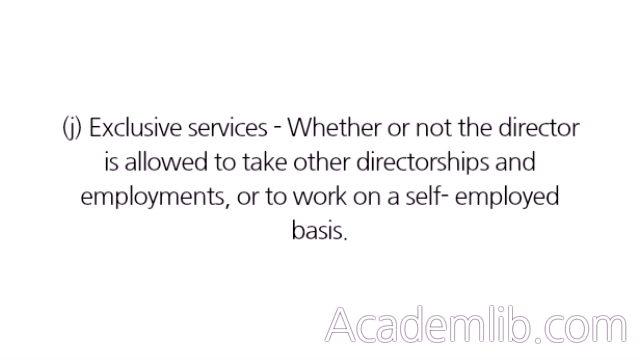 (j) Exclusive services - Whether or not the director
is allowed to take other directorships and
employments, or to work on a self- employed
basis.
Academlib.com